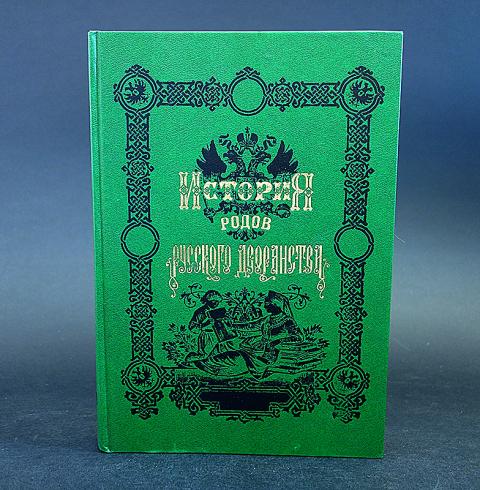 История
родов
русского дворянства